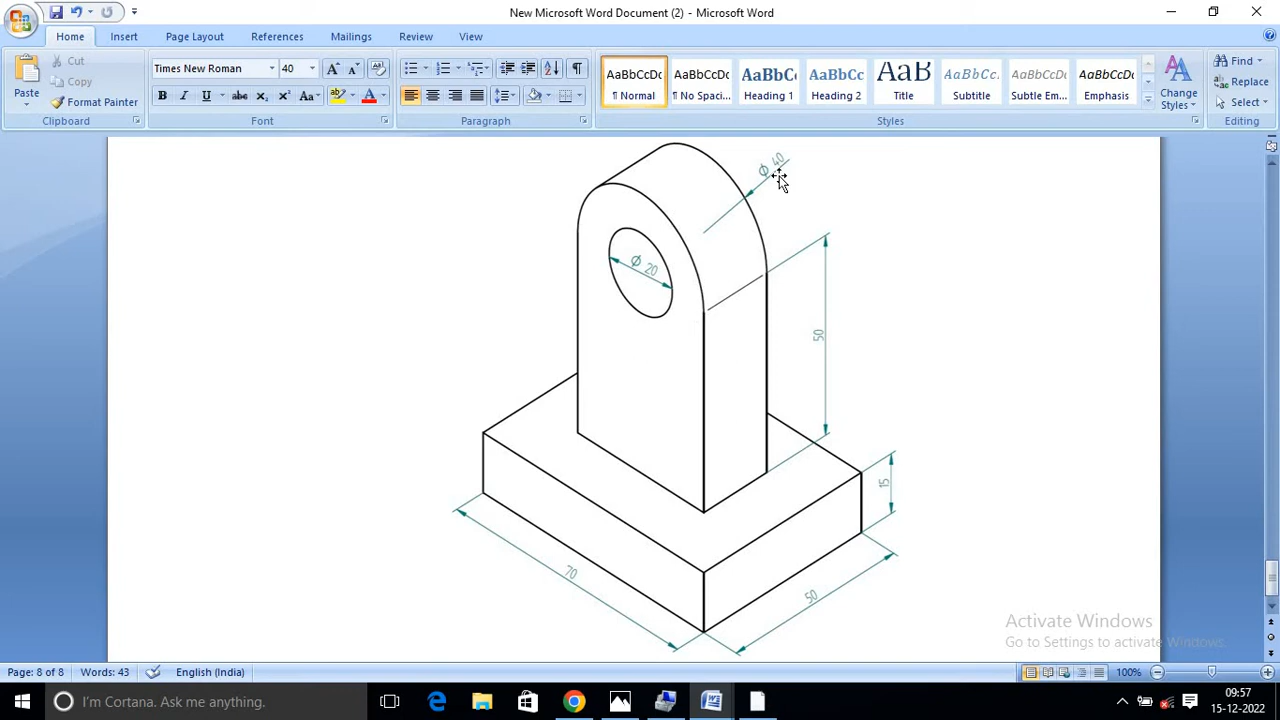 New Microsoft Word Document (2) - Microsoft Word
Home Insert Page Layout References Mailings Review View
Paste Cut Copy Format Painter
Clipboard
Times New Roman 40
B I U abc X₂ X² Aa
Font
Paragraph
AaBbCcDc AaBbCcDc AaBbC AaBbCc AaB AaBbCc. AaBbCcDc AaBbCcDc
¶ Normal ¶ No Spaci... Heading 1 Heading 2 Title Subtitle Subtle Em... Emphasis
Styles
Change Styles
Find
Replace
Select
Editing
Φ 40
Φ 20
50
15
70
50
Activate Windows
Go to Settings to activate Windows.
Page: 8 of 8 Words: 43 English (India) 100%
I'm Cortana. Ask me anything.
09:57
15-12-2022